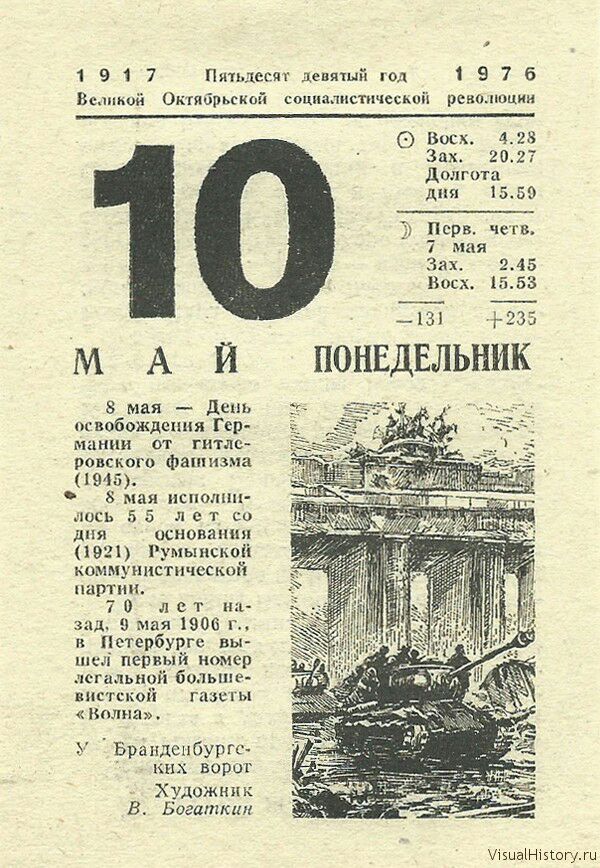 1917 Пятьдесят девятый год 1976
Великой Октябрьской социалистической революции
10
Восх. 4.28
Зах. 20.27
Долгота
дня 15.59
Перв. четв.
7 мая
Зах. 2.45
Восх. 15.53
—131 +235
МАЙ ПОНЕДЕЛЬНИК
8 мая — День
освобождения Гер-
мании от гитле-
ровского фашизма
(1945).
8 мая исполни-
лось 55 лет со
дня основания
(1921) Румынской
коммунистической
партии.
70 лет на-
зад, 9 мая 1906 г.,
в Петербурге вы-
шел первый номер
легальной больше-
вистской газеты
«Волна».
У Бранденбургс-
ких ворот
Художник
В. Богаткин
VisualHistory.ru